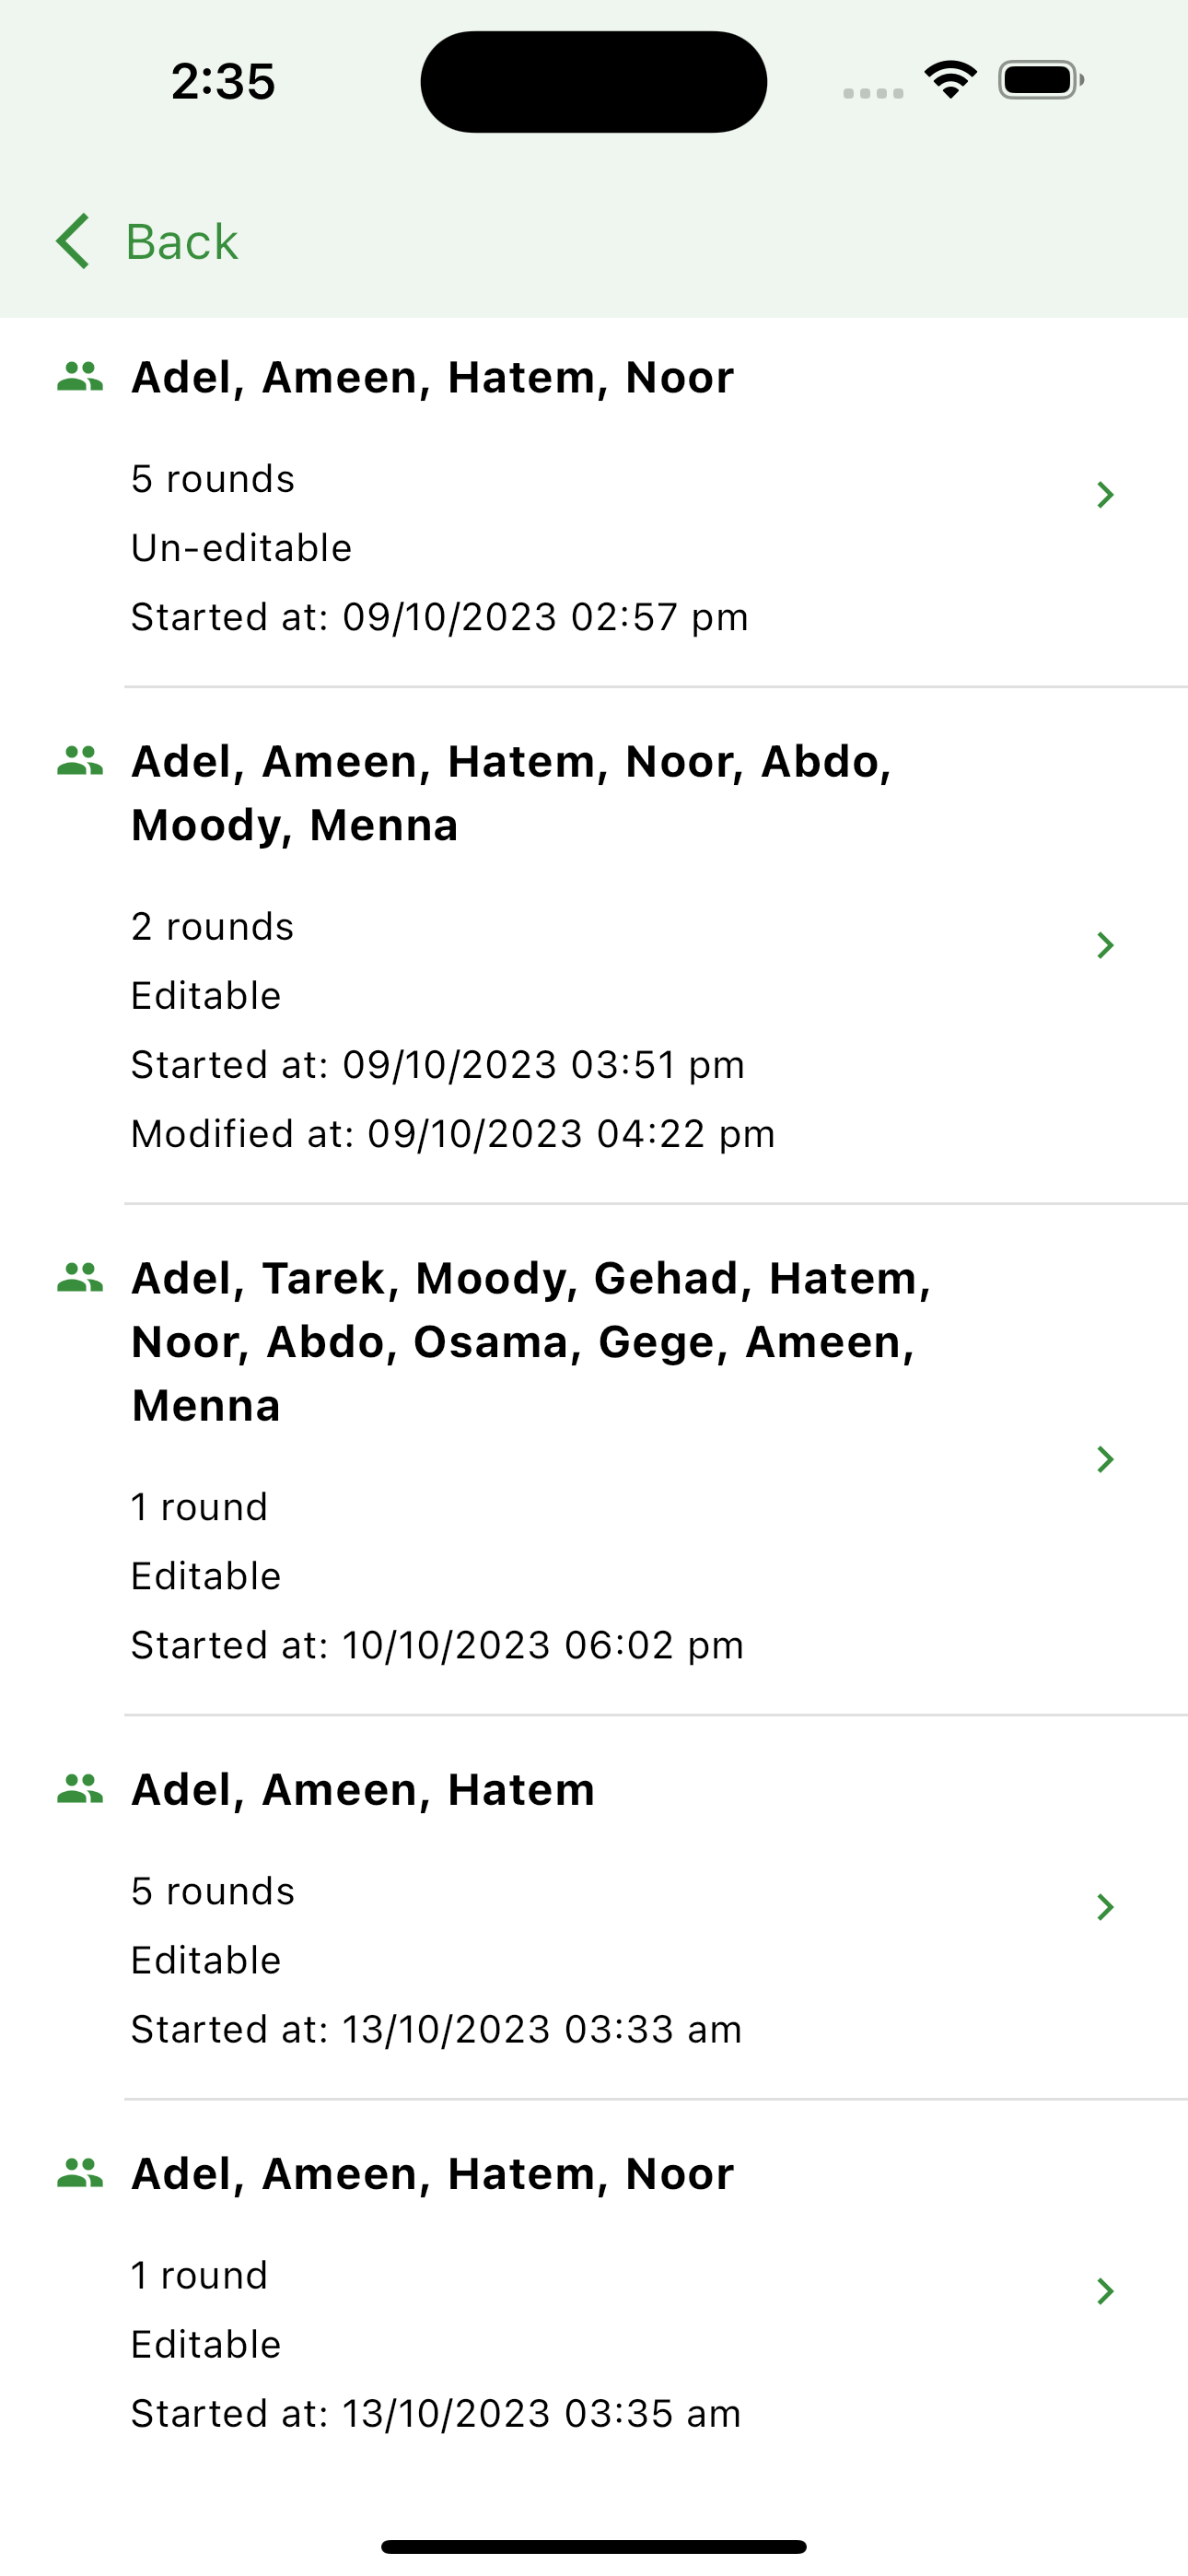 2:35
Back
Adel, Ameen, Hatem, Noor
5 rounds
Un-editable
Started at: 09/10/2023 02:57 pm
Adel, Ameen, Hatem, Noor, Abdo,
Moody, Menna
2 rounds
Editable
Started at: 09/10/2023 03:51 pm
Modified at: 09/10/2023 04:22 pm
Adel, Tarek, Moody, Gehad, Hatem,
Noor, Abdo, Osama, Gege, Ameen,
Menna
1 round
Editable
Started at: 10/10/2023 06:02 pm
Adel, Ameen, Hatem
5 rounds
Editable
Started at: 13/10/2023 03:33 am
Adel, Ameen, Hatem, Noor
1 round
Editable
Started at: 13/10/2023 03:35 am